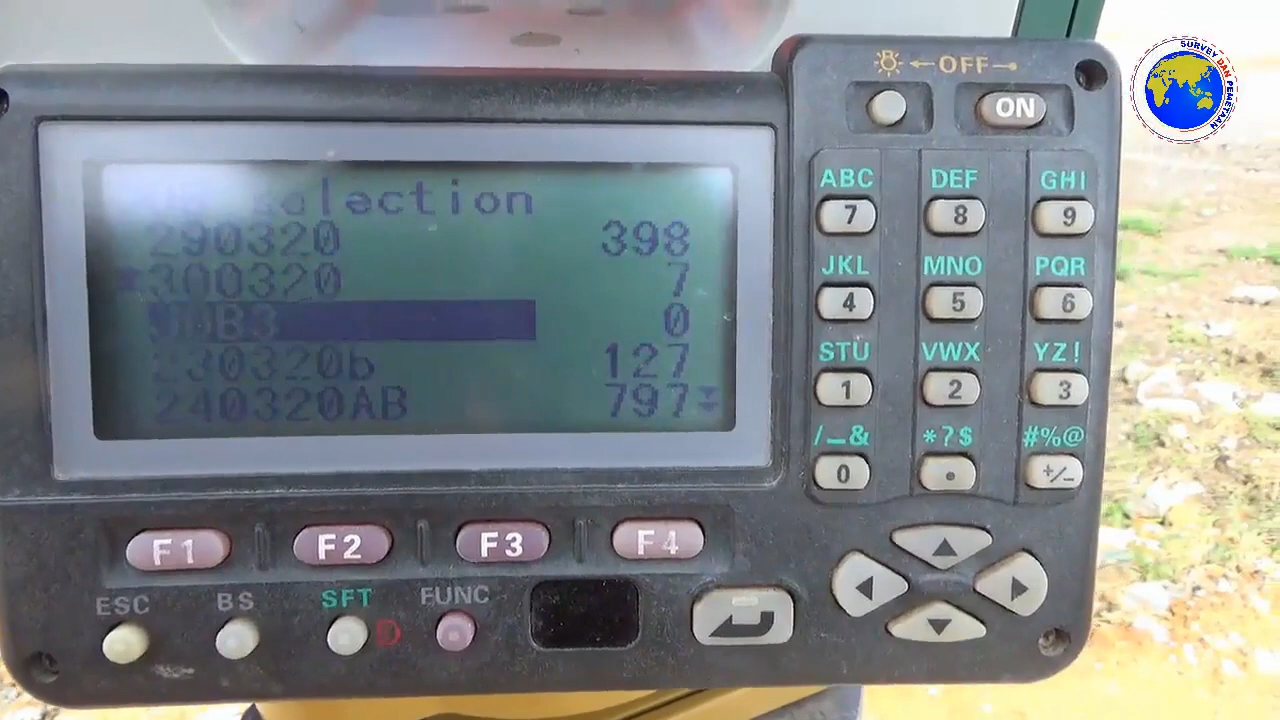 SURVEY DAN PEMETAAN
OFF
ON
selection
290320 398
*300320 7
JOB3 0
230320b 127
240320AB 797
ABC DEF GHI
7 8 9
JKL MNO PQR
4 5 6
STU VWX YZ!
1 2 3
/_& *?$ #%@
0 . +/-
F1 F2 F3 F4
ESC BS SFT FUNC
D